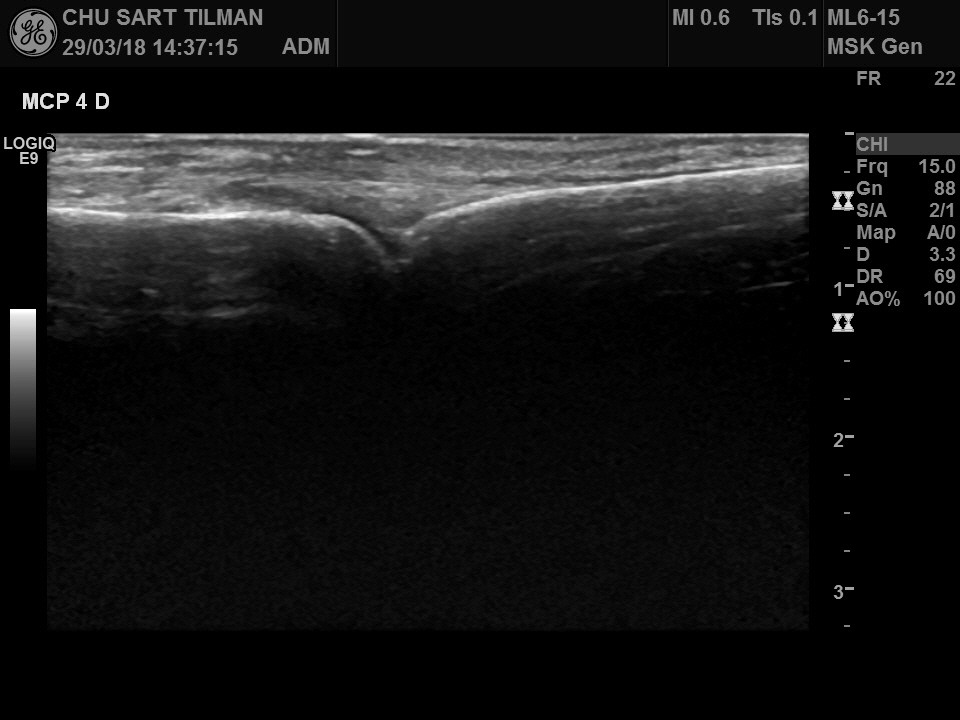 GE
CHU SART TILMAN
29/03/18 14:37:15 ADM
MI 0.6 TIs 0.1
ML6-15
MSK Gen
FR 22
MCP 4 D
LOGIQ
E9
CHI
Frq 15.0
Gn 88
S/A 2/1
Map A/0
D 3.3
DR 69
AO% 100
1
2
3